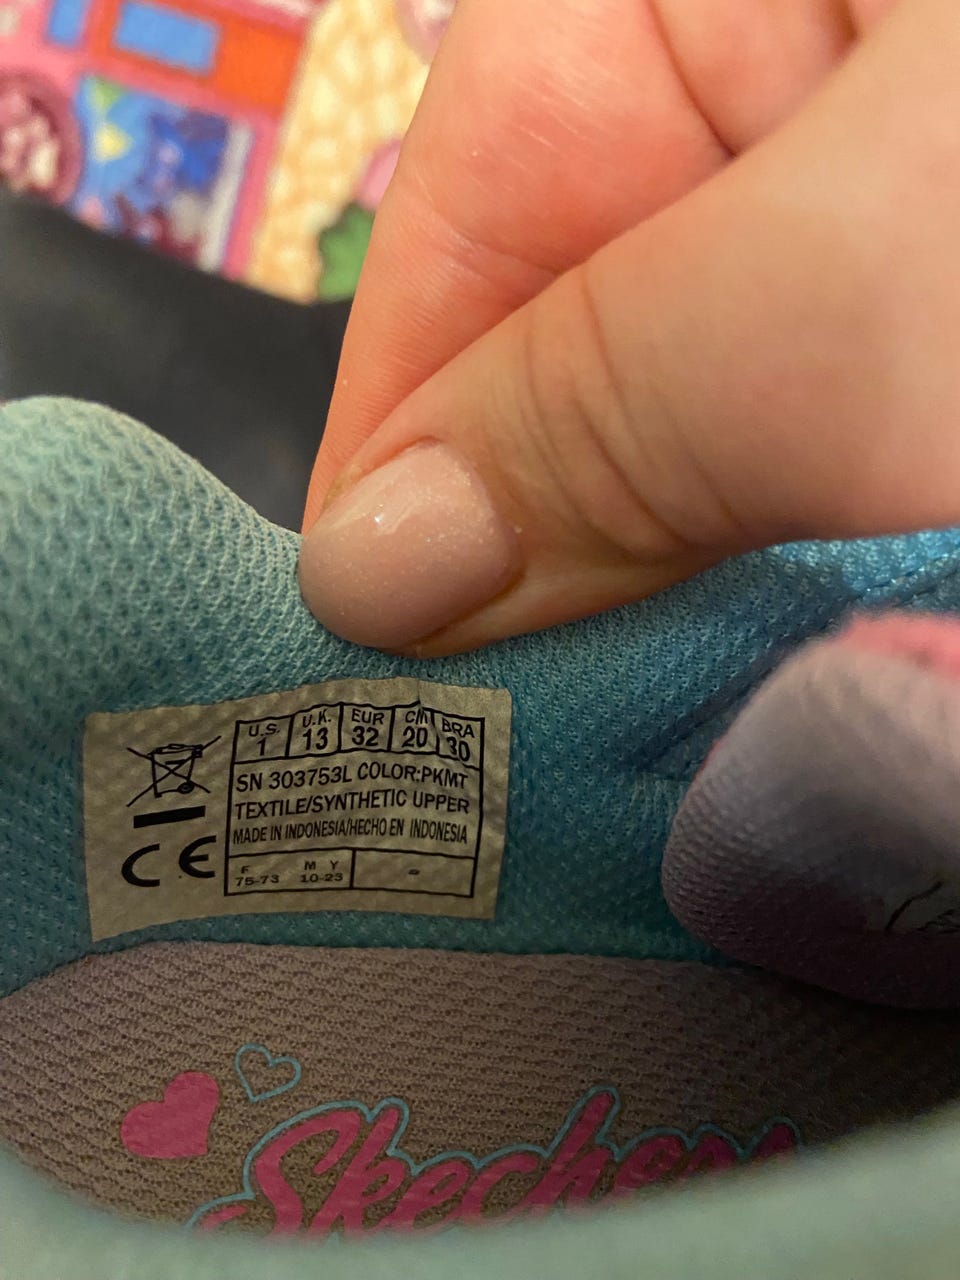 U.S. U.K. EUR CM BRA
1 13 32 20 30
SN 303753L COLOR:PKMT
TEXTILE/SYNTHETIC UPPER
MADE IN INDONESIA/HECHO EN INDONESIA
F M Y
75-73 10-23
CE
Skechers